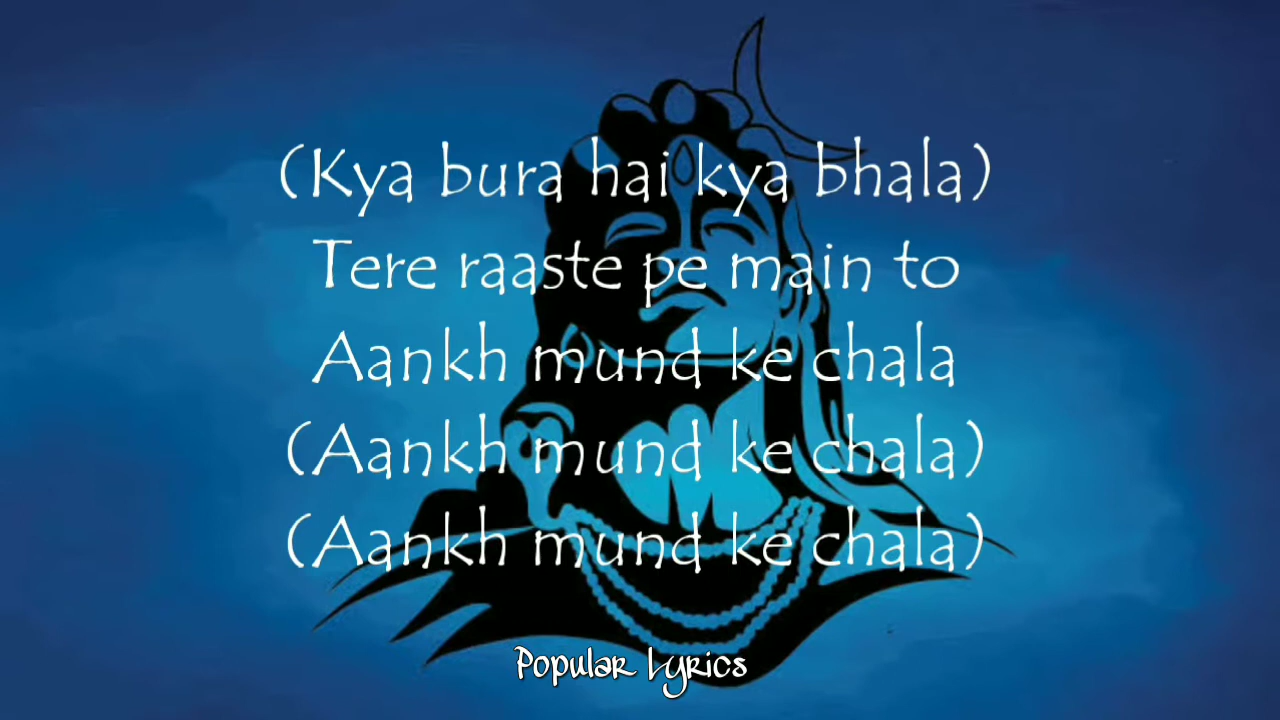 (Kya bura hai kya bhala)
Tere raaste pe main to
Aankh mund ke chala
(Aankh mund ke chala)
(Aankh mund ke chala)
Popular Lyrics